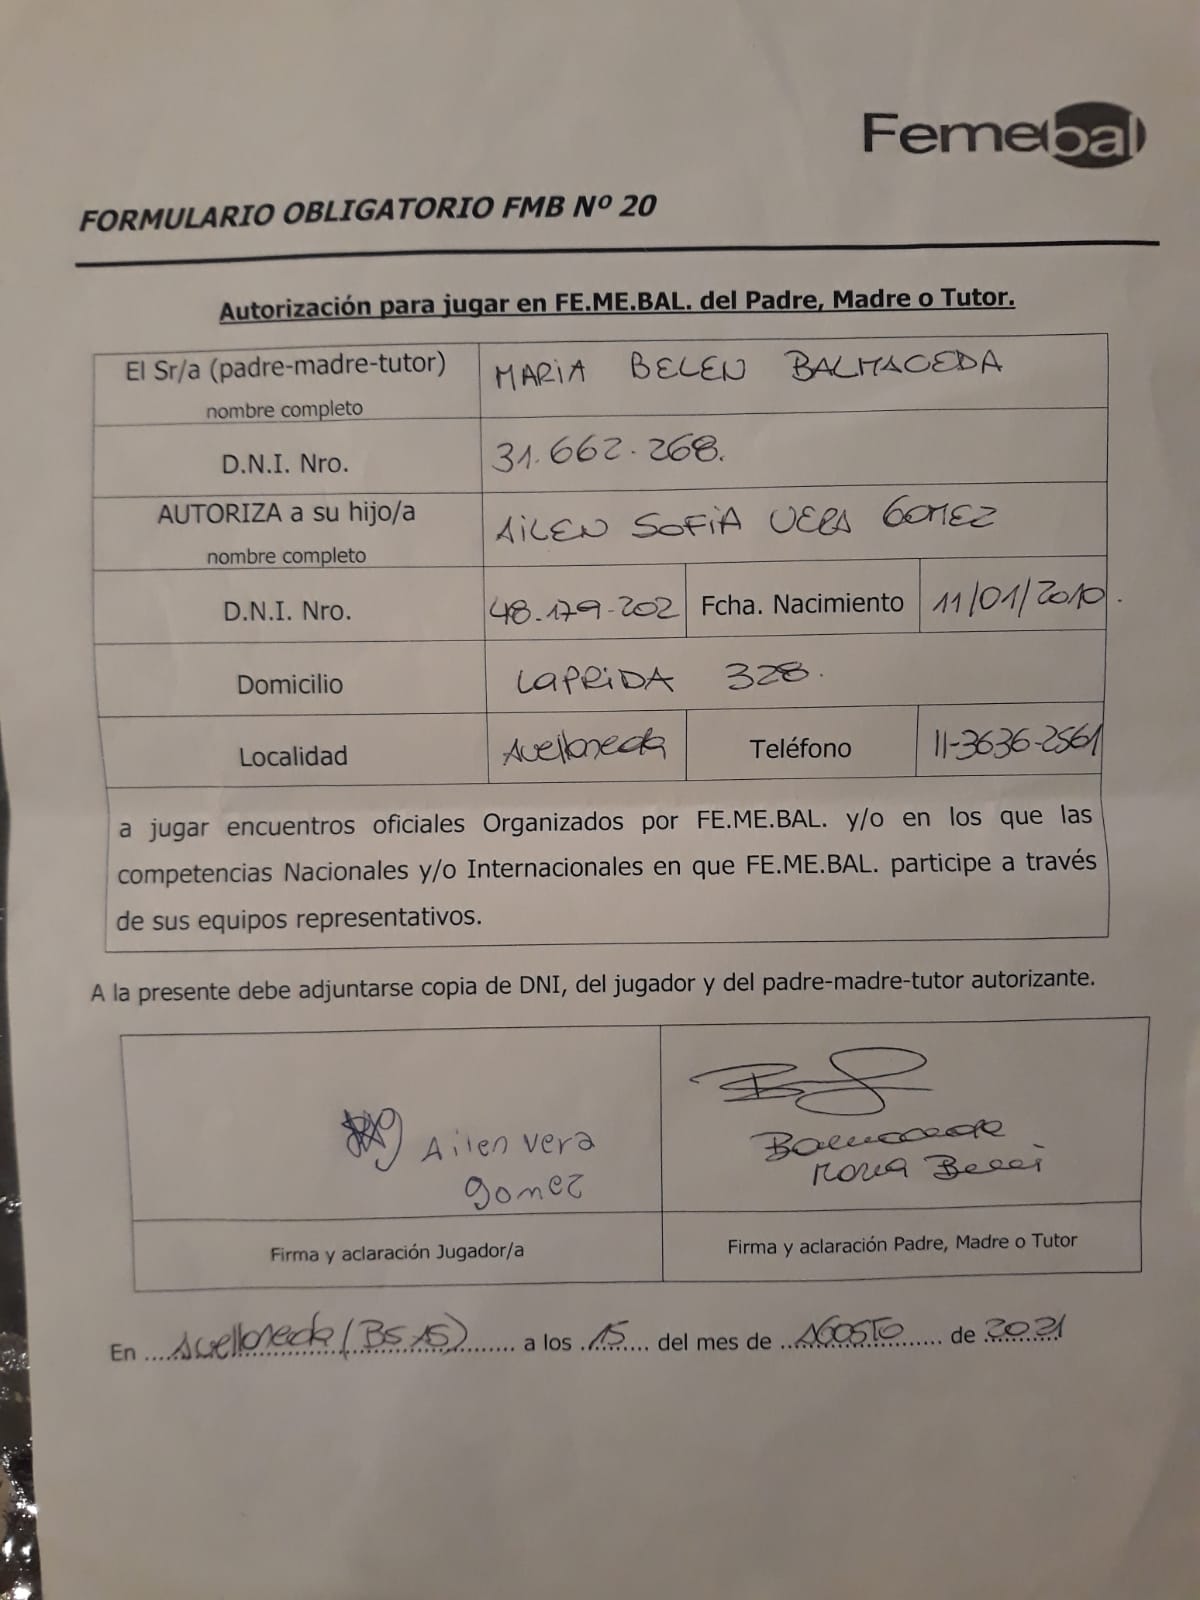 Femebal
FORMULARIO OBLIGATORIO FMB Nº 20
Autorización para jugar en FE.ME.BAL. del Padre, Madre o Tutor.
El Sr/a (padre-madre-tutor) MARIA BELEN BALMACEDA
nombre completo
D.N.I. Nro. 31.662.268.
AUTORIZA a su hijo/a AILEN SOFIA VERA GOMEZ
nombre completo
D.N.I. Nro. 48.179-202 Fcha. Nacimiento 11/01/2010.
Domicilio LAPRIDA 328.
Localidad Avellaneda Teléfono 11-3636-2561
a jugar encuentros oficiales Organizados por FE.ME.BAL. y/o en los que las
competencias Nacionales y/o Internacionales en que FE.ME.BAL. participe a través
de sus equipos representativos.
A la presente debe adjuntarse copia de DNI, del jugador y del padre-madre-tutor autorizante.
Ailen vera
gomez
Balmaceda
Maria Belen
Firma y aclaración Jugador/a
Firma y aclaración Padre, Madre o Tutor
En Avellaneda (BS AS) a los 15 del mes de AGOSTO de 2021